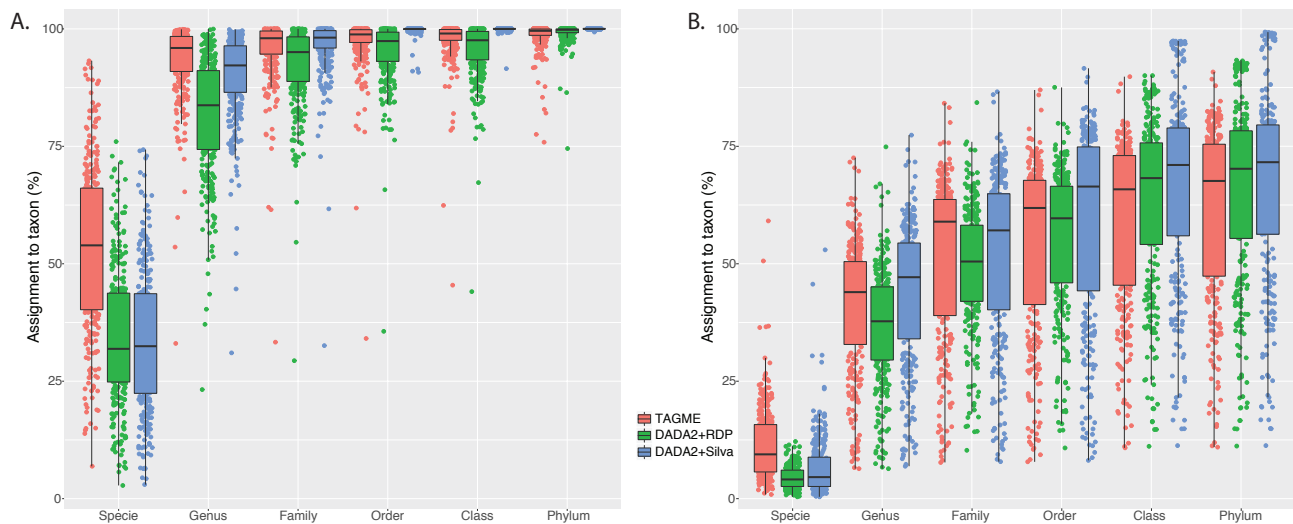 A.
Assignment to taxon (%)
100
75
50
25
0
Specie Genus Family Order Class Phylum
TAGME
DADA2+RDP
DADA2+Silva
B.
Assignment to taxon (%)
100
75
50
25
0
Specie Genus Family Order Class Phylum